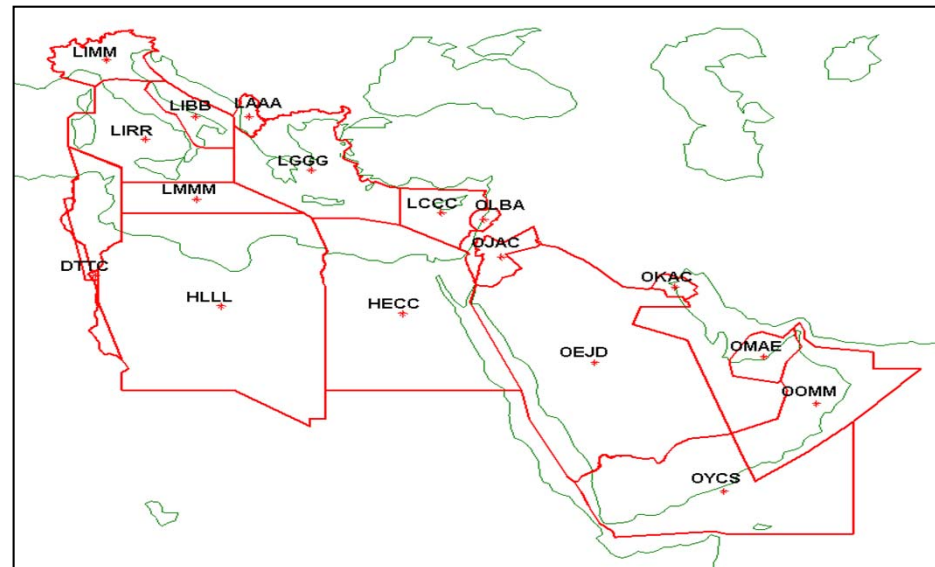 LIMM
LIBB
LAAA
LIRR
LGGG
LMMM
LCCC
OLBA
OJAC
DTTC
OKAC
HLLL
HECC
OMAE
OEJD
OOMM
OYCS